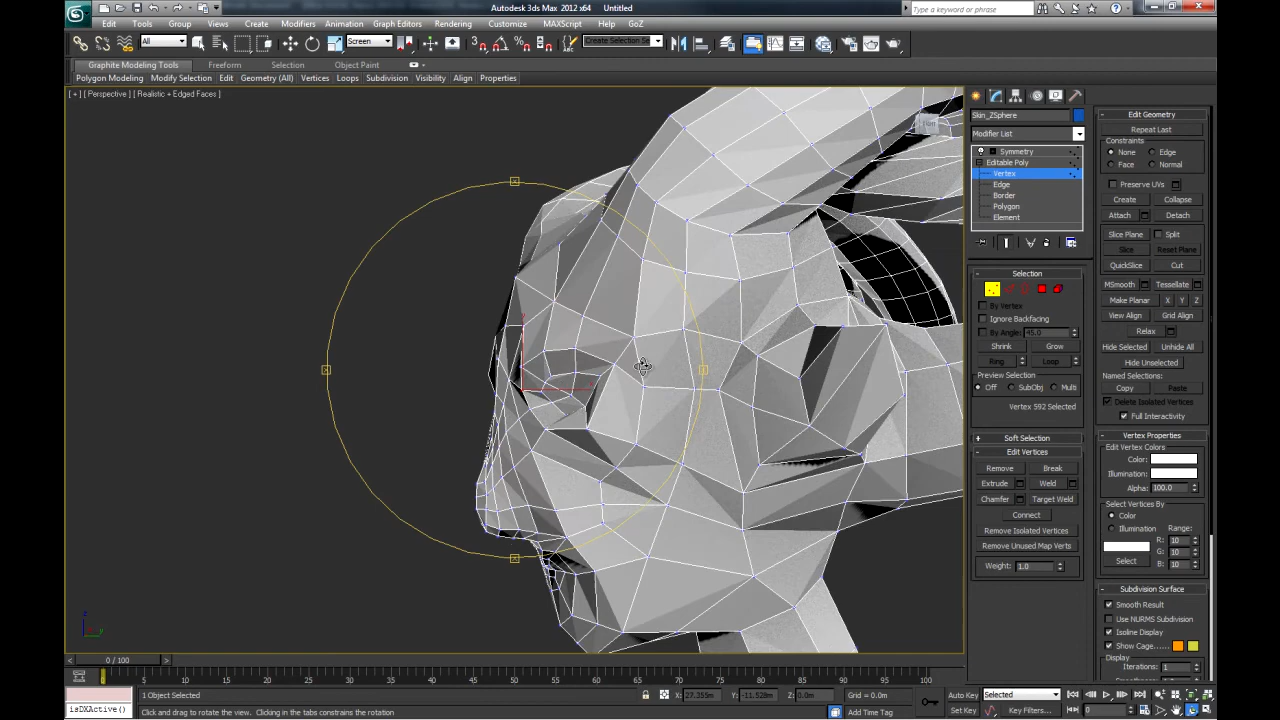 Autodesk 3ds Max 2012 x64 Untitled
Type a keyword or phrase
Edit Tools Group Views Create Modifiers Animation Graph Editors Rendering Customize MAXScript Help GoZ
All Screen Create Selection Se
Graphite Modeling Tools Freeform Selection Object Paint
Polygon Modeling Modify Selection Edit Geometry (All) Vertices Loops Subdivision Visibility Align Properties
[ + ] [ Perspective ] [ Realistic + Edged Faces ]
Skin_ZSphere
Modifier List
Symmetry
Editable Poly
Vertex
Edge
Border
Polygon
Element
Selection
By Vertex
Ignore Backfacing
By Angle: 45.0
Shrink Grow
Ring Loop
Preview Selection
Off SubObj Multi
Vertex 592 Selected
Soft Selection
Edit Vertices
Remove Break
Extrude Weld
Chamfer Target Weld
Connect
Remove Isolated Vertices
Remove Unused Map Verts
Weight: 1.0
Edit Geometry
Repeat Last
Constraints
None Edge
Face Normal
Preserve UVs
Create Collapse
Attach Detach
Slice Plane Split
Slice Reset Plane
QuickSlice Cut
MSmooth Tessellate
Make Planar X Y Z
View Align Grid Align
Relax
Hide Selected Unhide All
Hide Unselected
Named Selections:
Copy Paste
Delete Isolated Vertices
Full Interactivity
Vertex Properties
Edit Vertex Colors
Color:
Illumination:
Alpha: 100.0
Select Vertices By
Color
Illumination Range:
R: 10
G: 10
B: 10
Select
Subdivision Surface
Smooth Result
Use NURMS Subdivision
Isoline Display
Show Cage......
Display
Iterations: 1
z
y
0 / 100
0 5 10 15 20 25 30 35 40 45 50 55 60 65 70 75 80 85 90 95 100
1 Object Selected X: 27.355m Y: -11.528m Z: 0.0m Grid = 0.0m Auto Key Selected
isDXActive() Click and drag to rotate the view. Clicking in the tabs constrains the rotation Add Time Tag Set Key Key Filters... 0